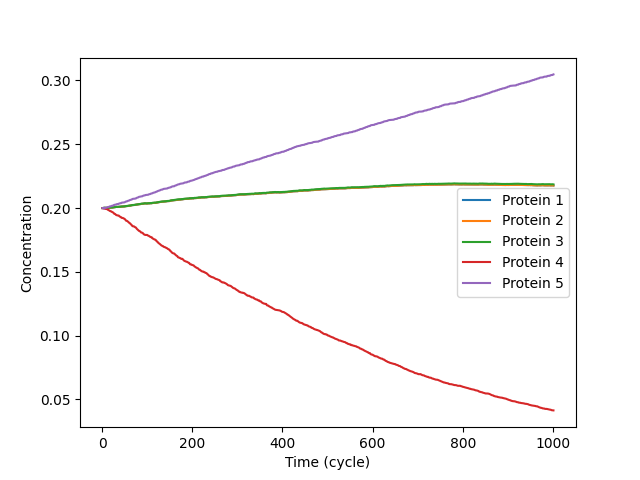 0.30
0.25
0.20
0.15
0.10
0.05
Concentration
Protein 1
Protein 2
Protein 3
Protein 4
Protein 5
0
200
400
600
800
1000
Time (cycle)